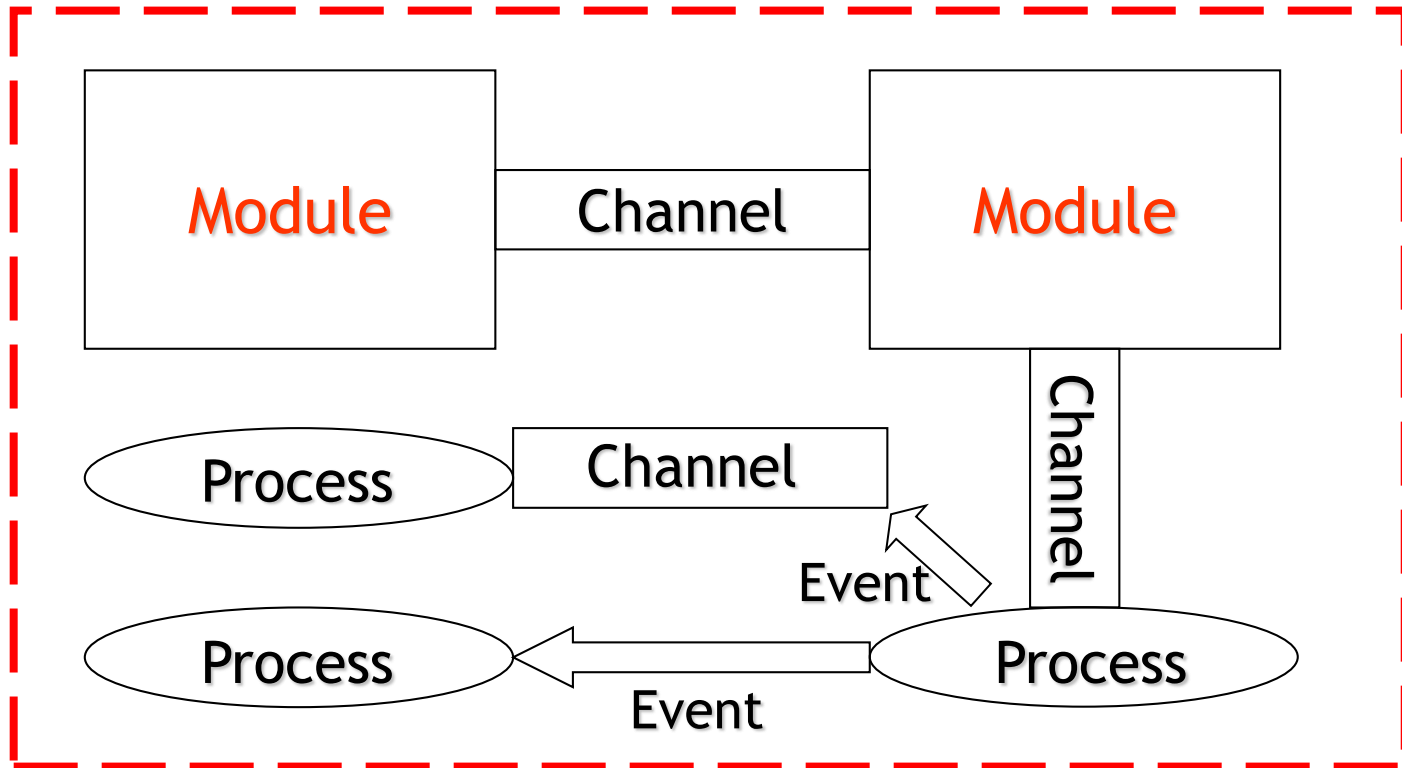 Module
Channel
Module
Channel
Process
Channel
Event
Process
Event
Process